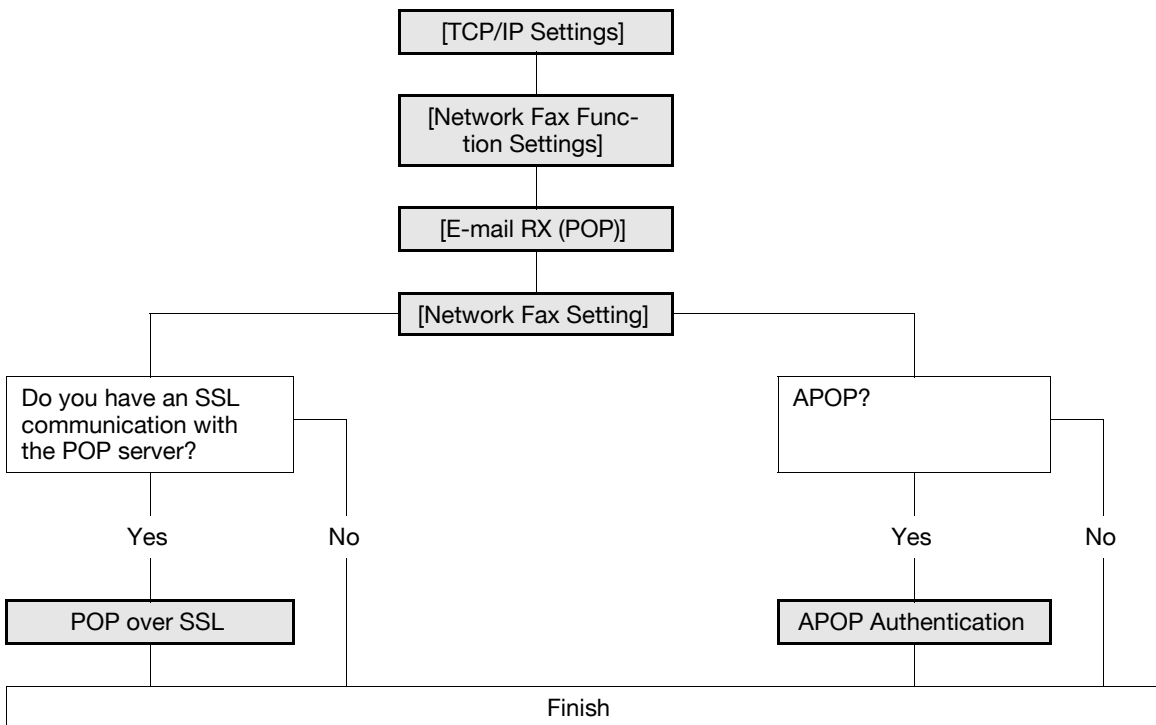 [TCP/IP Settings]
[Network Fax Func-
tion Settings]
[E-mail RX (POP)]
[Network Fax Setting]
Do you have an SSL
communication with
the POP server?
APOP?
Yes
No
Yes
No
POP over SSL
APOP Authentication
Finish